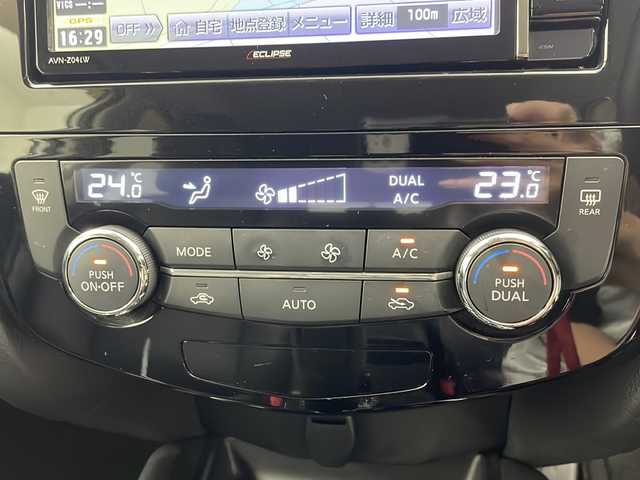 VICS --:--
GPS
16:29
OFF
自宅 地点登録 メニュー 詳細 100m 広域
AVN-Z04iW
ECLIPSE
24.0℃
DUAL
A/C
23.0℃
FRONT
REAR
PUSH
ON·OFF
MODE
A/C
AUTO
PUSH
DUAL